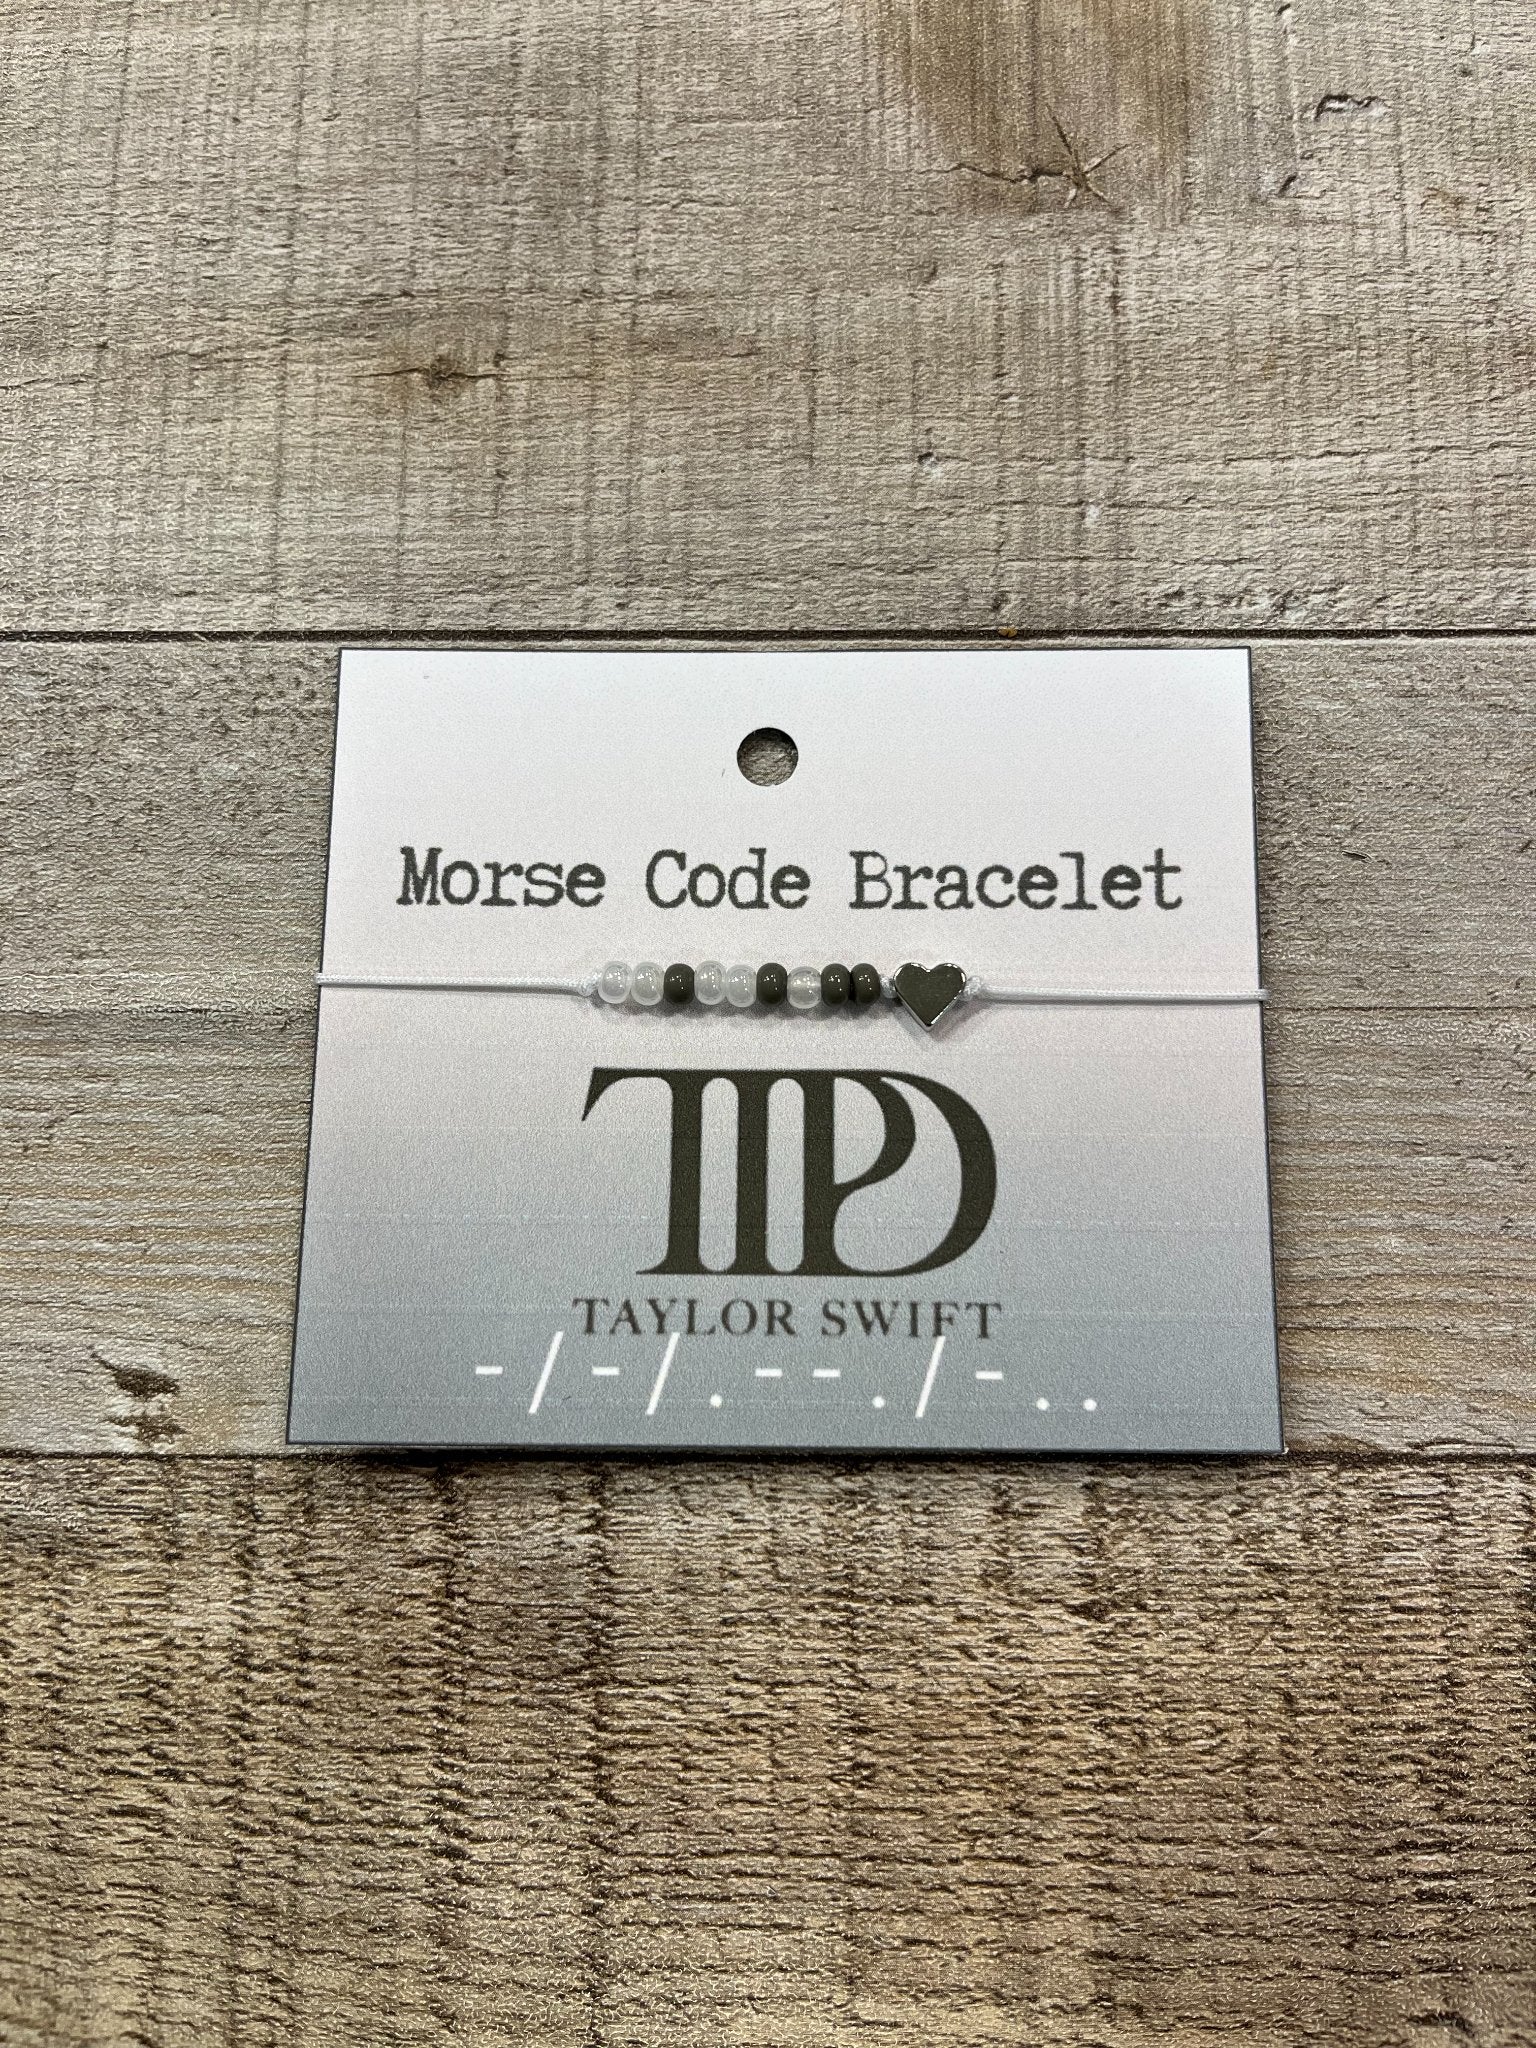 Morse Code Bracelet
TTPD
TAYLOR SWIFT
-/-/.--./-..